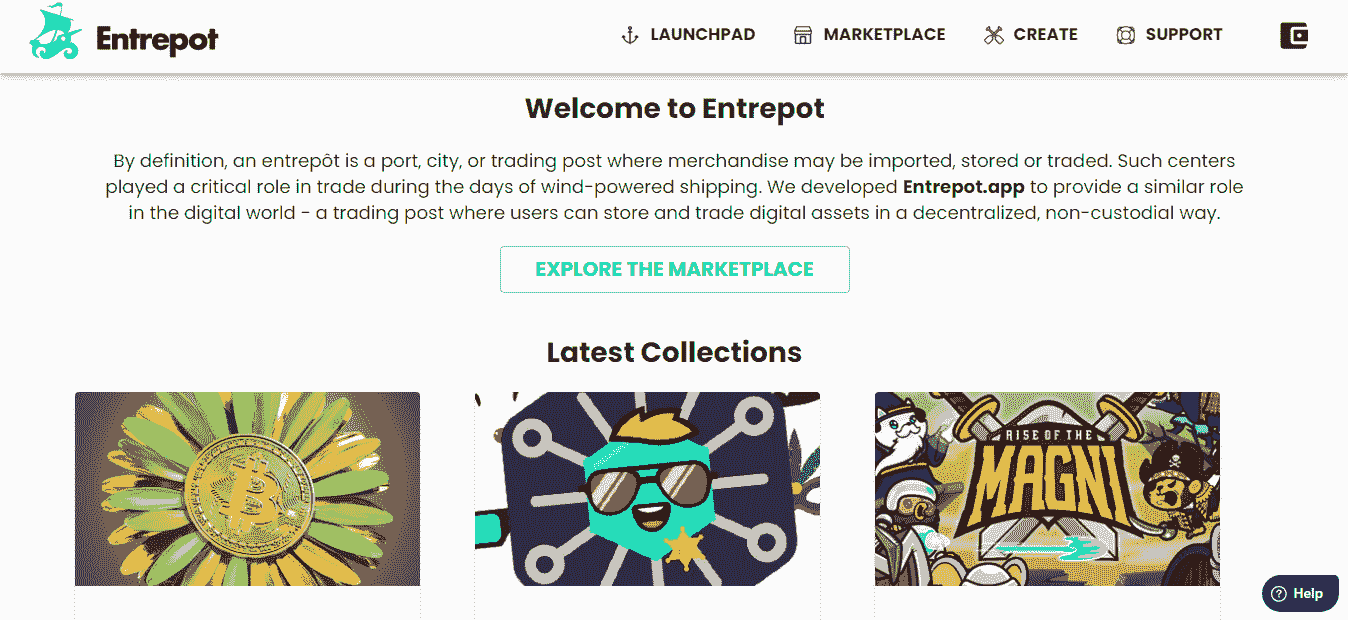 Entrepot
LAUNCHPAD
MARKETPLACE
CREATE
SUPPORT
Welcome to Entrepot
By definition, an entrepôt is a port, city, or trading post where merchandise may be imported, stored or traded. Such centers
played a critical role in trade during the days of wind-powered shipping. We developed Entrepot.app to provide a similar role
in the digital world - a trading post where users can store and trade digital assets in a decentralized, non-custodial way.
EXPLORE THE MARKETPLACE
Latest Collections
RISE OF THE
MAGNI
Help